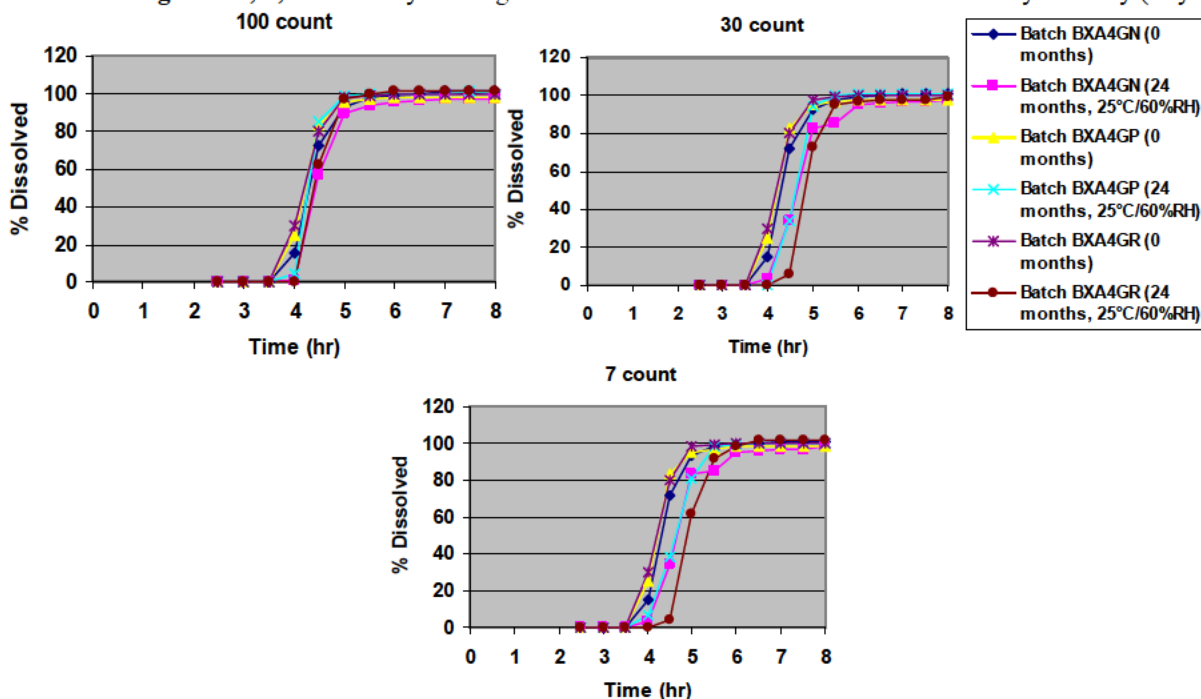 100 count
120
100
80
60
40
20
0
% Dissolved
0 1 2 3 4 5 6 7 8
Time (hr)
30 count
120
100
80
60
40
20
0
% Dissolved
0 1 2 3 4 5 6 7 8
Time (hr)
Batch BXA4GN (0
months)
Batch BXA4GN (24
months, 25°C/60%RH)
Batch BXA4GP (0
months)
Batch BXA4GP (24
months, 25°C/60%RH)
Batch BXA4GR (0
months)
Batch BXA4GR (24
months, 25°C/60%RH)
7 count
120
100
80
60
40
20
0
% Dissolved
0 1 2 3 4 5 6 7 8
Time (hr)